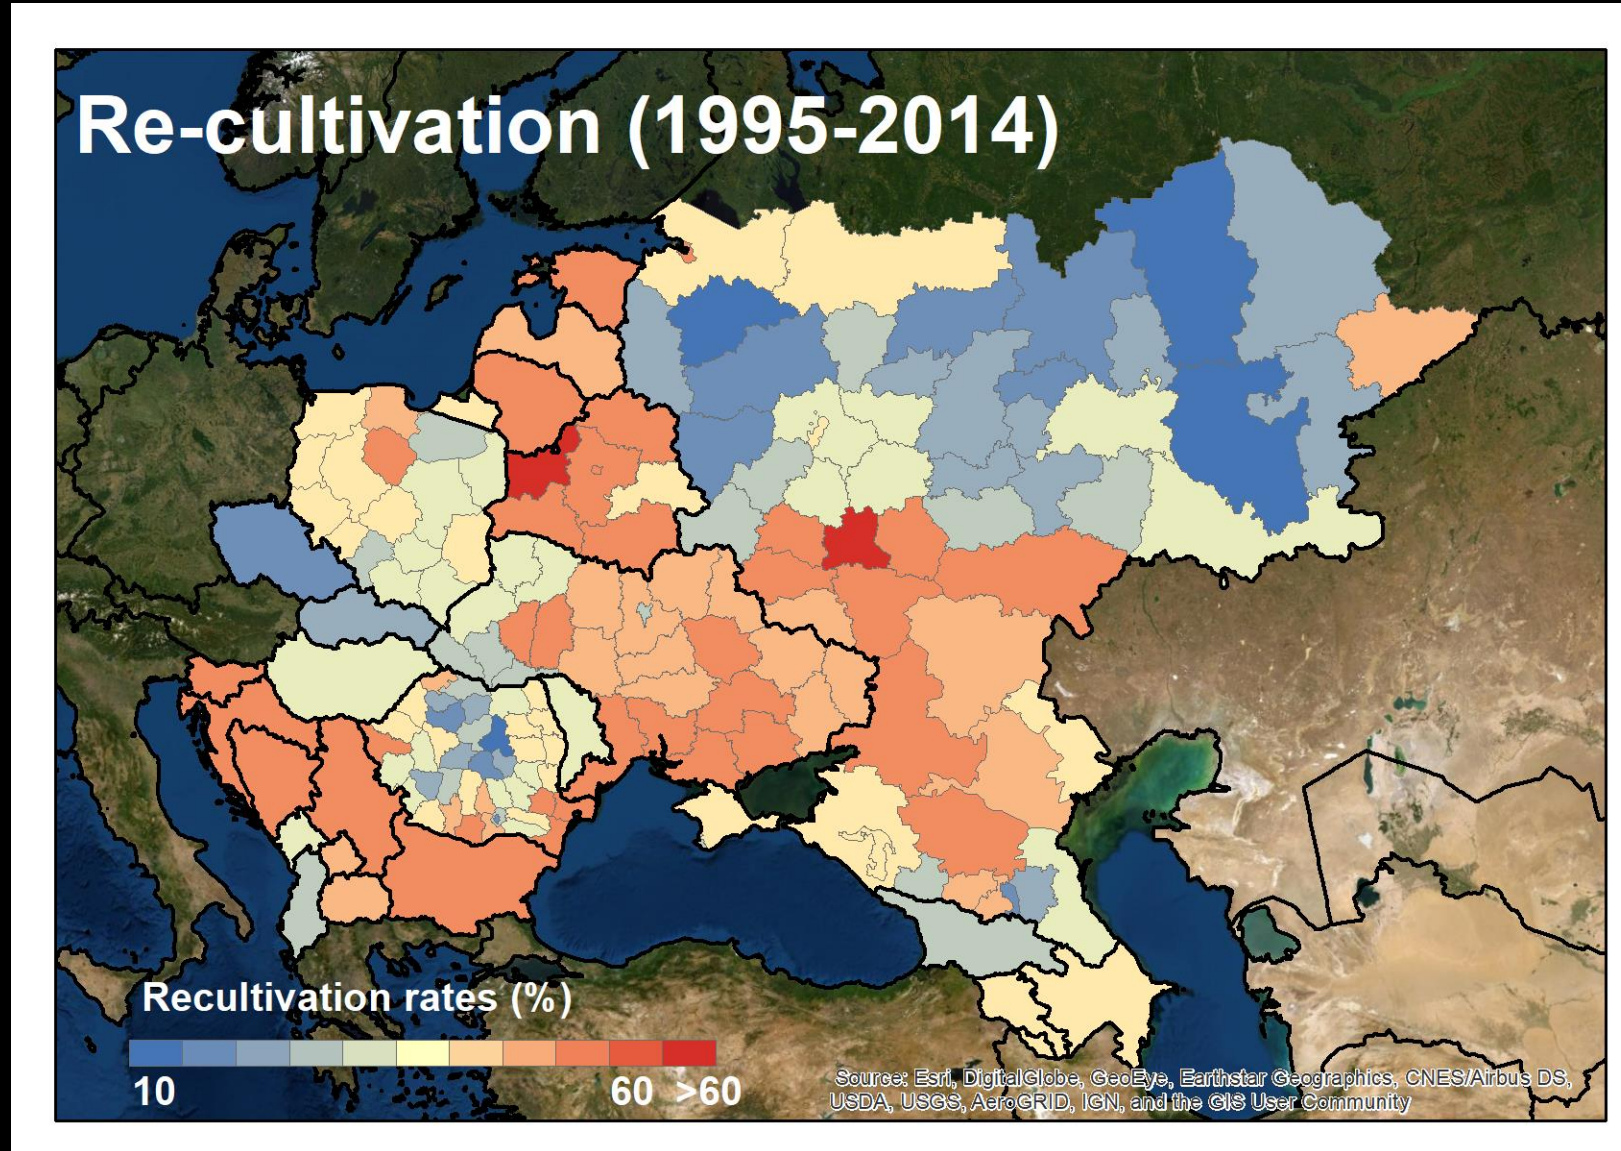 Re-cultivation (1995-2014)
Recultivation rates (%)
10 60 >60
Source: Esri, DigitalGlobe, GeoEye, Earthstar Geographics, CNES/Airbus DS,
USDA, USGS, AeroGRID, IGN, and the GIS User Community